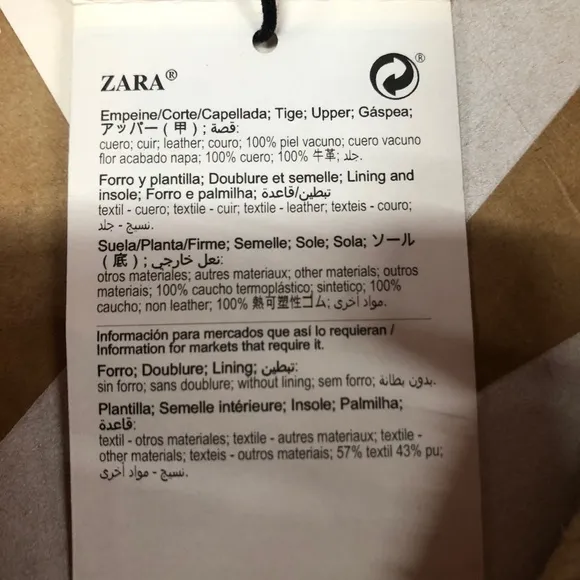 ZARA®
®
Empeine/Corte/Capellada; Tige; Upper; Gáspea;
アッパー ( 甲 ) ; قصة;
cuero; cuir; leather; couro; 100% piel vacuno; cuero vacuno
flor acabado napa; 100% cuero; 100% 牛革; جلد.
Forro y plantilla; Doublure et semelle; Lining and
insole; Forro e palmilha; تبطين/قاعدة
textil - cuero; textile - cuir; textile - leather; texteis - couro;
نسيج - جلد.
Suela/Planta/Firme; Semelle; Sole; Sola; ソール
( 底 ) ; نعل خارجي;
otros materiales; autres materiaux; other materials; outros
materiais; 100% caucho termoplástico; sintetico; 100%
caucho; non leather; 100% 熱可塑性ゴム; مواد أخرى.
Información para mercados que así lo requieran /
Information for markets that require it.
Forro; Doublure; Lining; تبطين:
sin forro; sans doublure; without lining; sem forro; بدون بطانة.
Plantilla; Semelle intérieure; Insole; Palmilha;
قاعدة:
textil - otros materiales; textile - autres materiaux; textile -
other materials; texteis - outros materiais; 57% textil 43% pu;
نسيج - مواد أخرى.